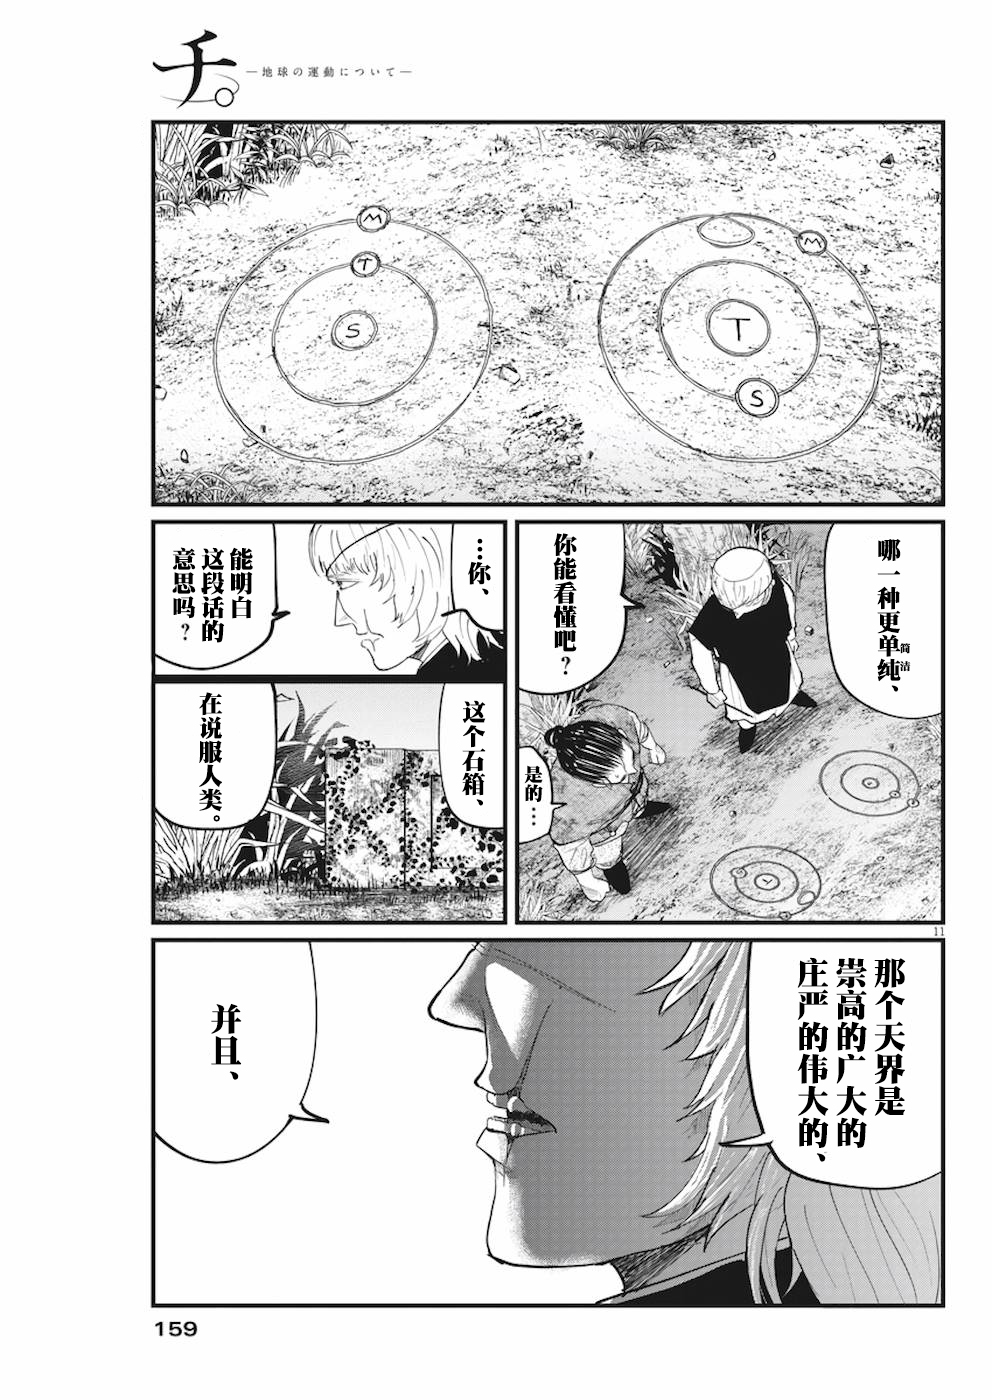 チ。
—地球の運動について—
M
T
S
M
T
S
哪一种更单纯、
简洁
你能看懂吧？
是的…
…你、
能明白
这段话的
意思吗？
这个石箱、
在说服人类。
T
11
那个天界是
崇高的广大的
庄严的伟大的、
并且、
159